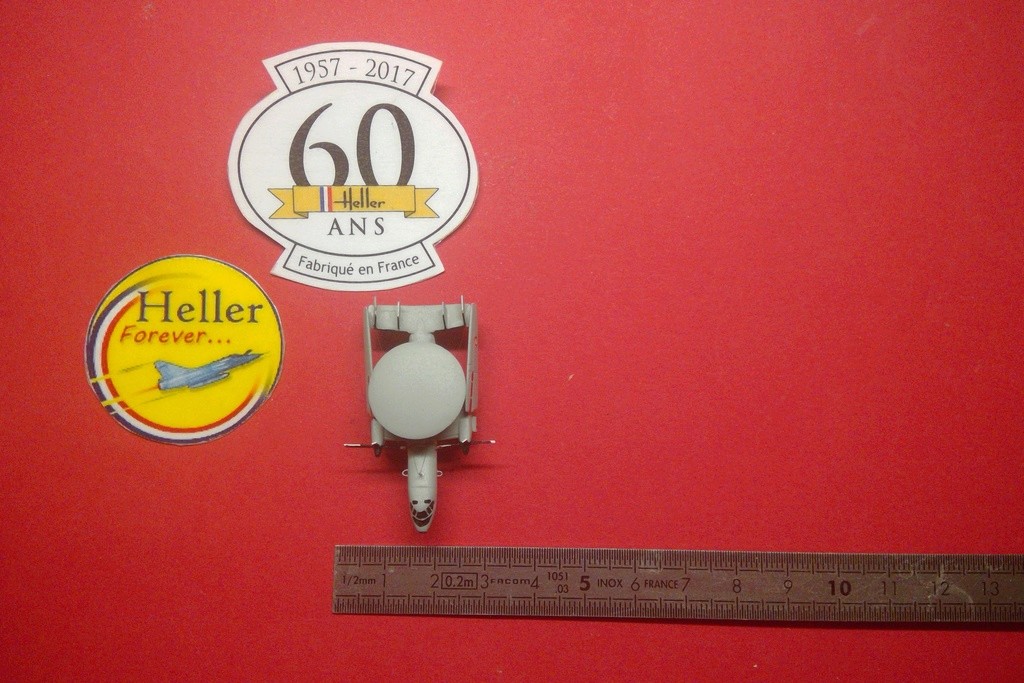 1957 - 2017
60
Heller
ANS
Fabriqué en France
Heller
Forever...
1/2mm 1 2 0.2m 3 FACOM 4 1051 .03 5 INOX 6 FRANCE 7 8 9 10 11 12 13